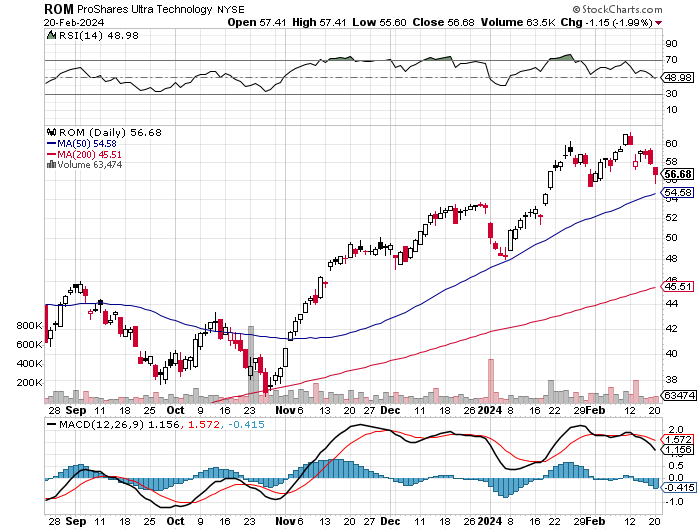 ROM ProShares Ultra Technology NYSE © StockCharts.com
20-Feb-2024 Open 57.41 High 57.41 Low 55.60 Close 56.68 Volume 63.5K Chg -1.15 (-1.99%)
RSI(14) 48.98
90
70
48.98
30
10
ROM (Daily) 56.68
MA(50) 54.58
MA(200) 45.51
Volume 63,474
60
58
56.68
56
54.58
54
52
50
48
46
45.51
44
42
40
38
800K
600K
400K
200K
63474
28 Sep 11 18 25 Oct 9 16 23 Nov 6 13 20 27 Dec 11 18 26 2024 8 16 22 29 Feb 12 20
MACD(12,26,9) 1.156, 1.572, -0.415
2.0
1.572
1.156
0.0
-0.415
-1.0
28 Sep 11 18 25 Oct 9 16 23 Nov 6 13 20 27 Dec 11 18 26 2024 8 16 22 29 Feb 12 20